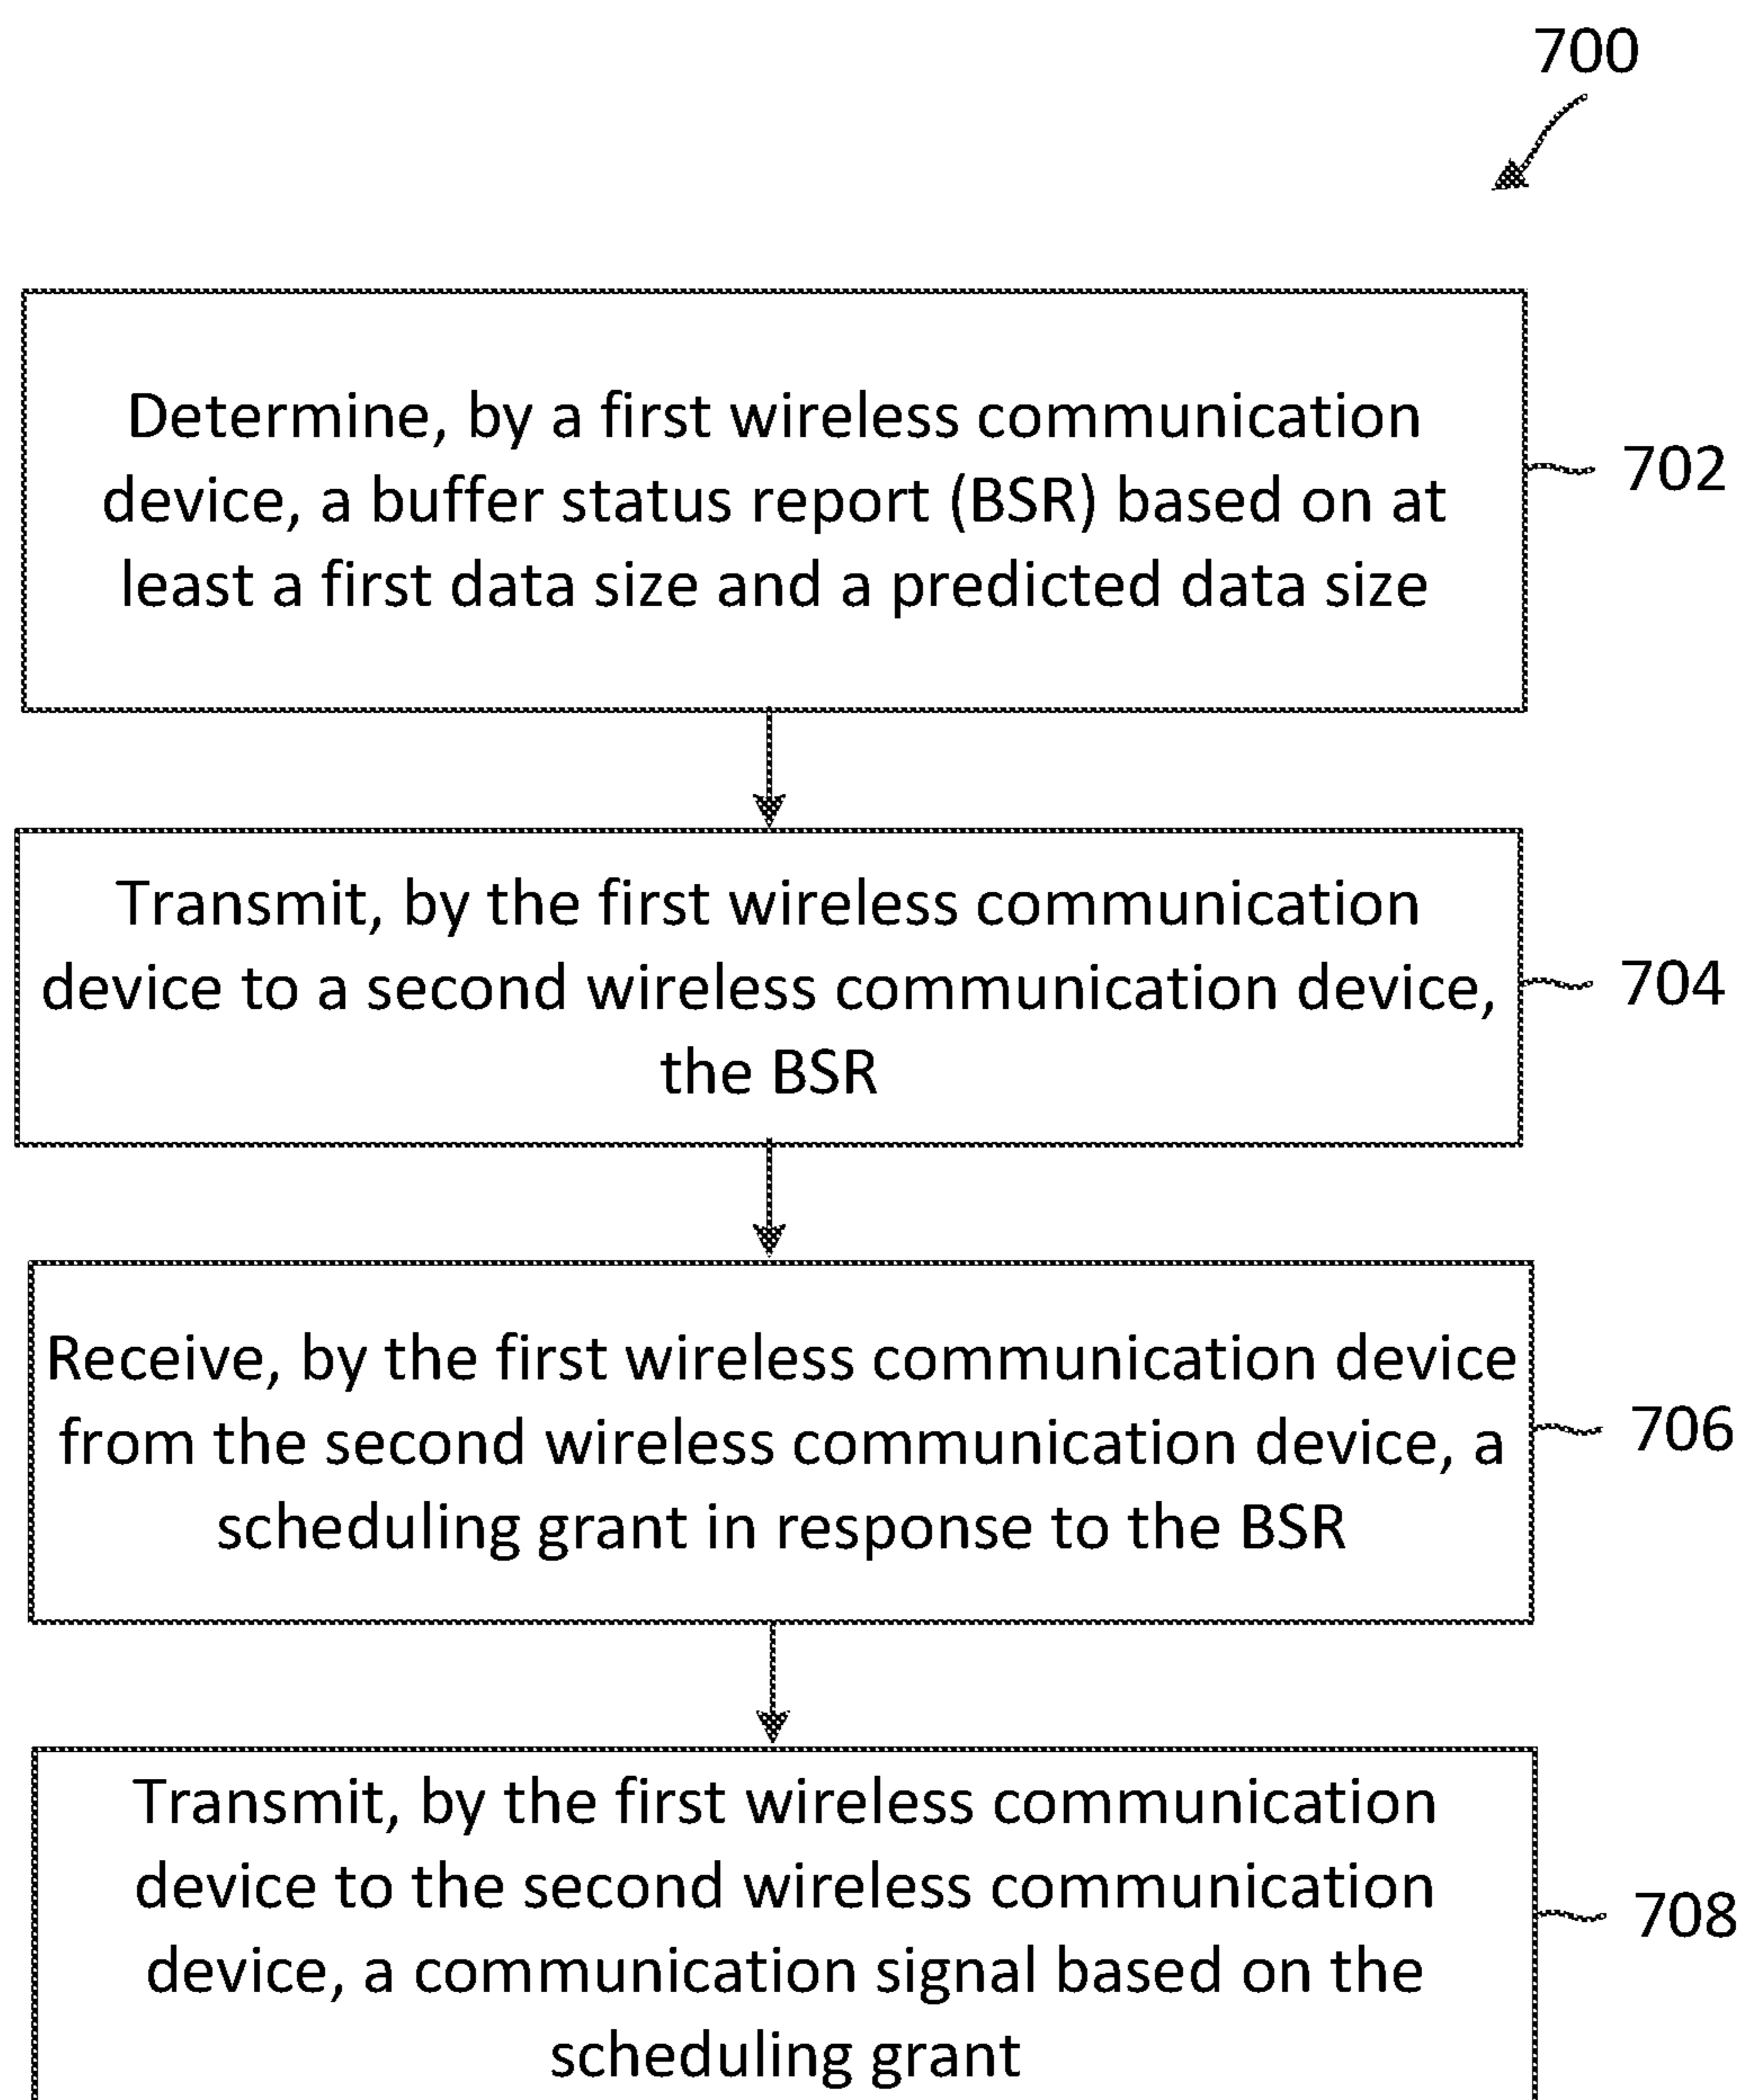 700
Determine, by a first wireless communication
device, a buffer status report (BSR) based on at
least a first data size and a predicted data size
702
Transmit, by the first wireless communication
device to a second wireless communication device,
the BSR
704
Receive, by the first wireless communication device
from the second wireless communication device, a
scheduling grant in response to the BSR
706
Transmit, by the first wireless communication
device to the second wireless communication
device, a communication signal based on the
scheduling grant
708